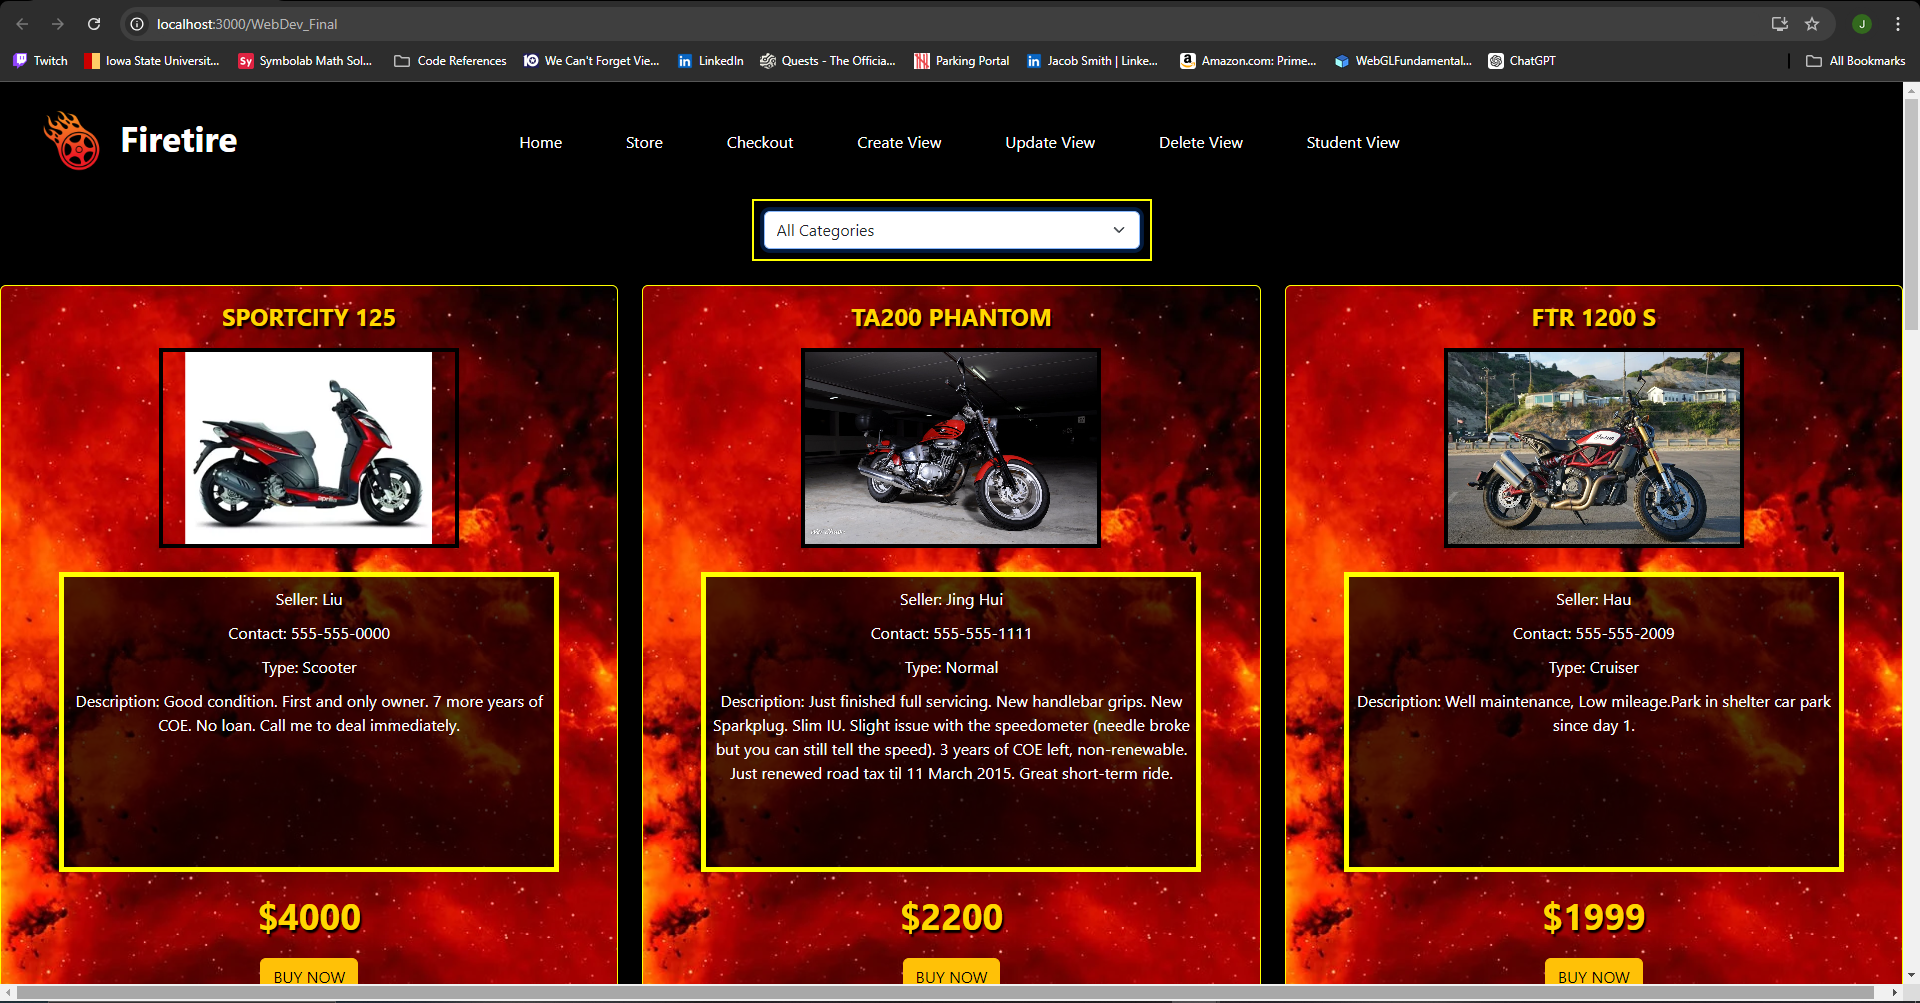 localhost:3000/WebDev_Final
J
Twitch
Iowa State Universit...
Sy
Symbolab Math Sol...
Code References
We Can't Forget Vie...
in
LinkedIn
Quests - The Officia...
Parking Portal
in
Jacob Smith | Linke...
a
Amazon.com: Prime...
WebGLFundamental...
ChatGPT
All Bookmarks
Firetire
Home
Store
Checkout
Create View
Update View
Delete View
Student View
All Categories
SPORTCITY 125
aprilia
Seller: Liu
Contact: 555-555-0000
Type: Scooter
Description: Good condition. First and only owner. 7 more years of
COE. No loan. Call me to deal immediately.
$4000
BUY NOW
TA200 PHANTOM
Seller: Jing Hui
Contact: 555-555-1111
Type: Normal
Description: Just finished full servicing. New handlebar grips. New
Sparkplug. Slim IU. Slight issue with the speedometer (needle broke
but you can still tell the speed). 3 years of COE left, non-renewable.
Just renewed road tax til 11 March 2015. Great short-term ride.
$2200
BUY NOW
FTR 1200 S
Seller: Hau
Contact: 555-555-2009
Type: Cruiser
Description: Well maintenance, Low mileage.Park in shelter car park
since day 1.
$1999
BUY NOW